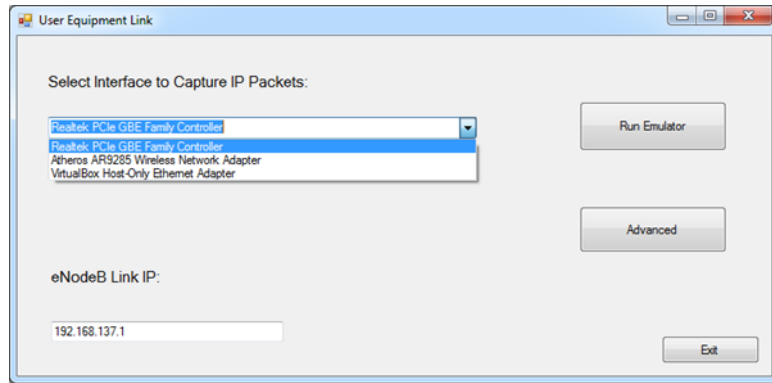 User Equipment Link
Select Interface to Capture IP Packets:
Realtek PCIe GBE Family Controller
Run Emulator
Realtek PCIe GBE Family Controller
Atheros AR9285 Wireless Network Adapter
VirtualBox Host-Only Ethernet Adapter
Advanced
eNodeB Link IP:
192.168.137.1
Exit